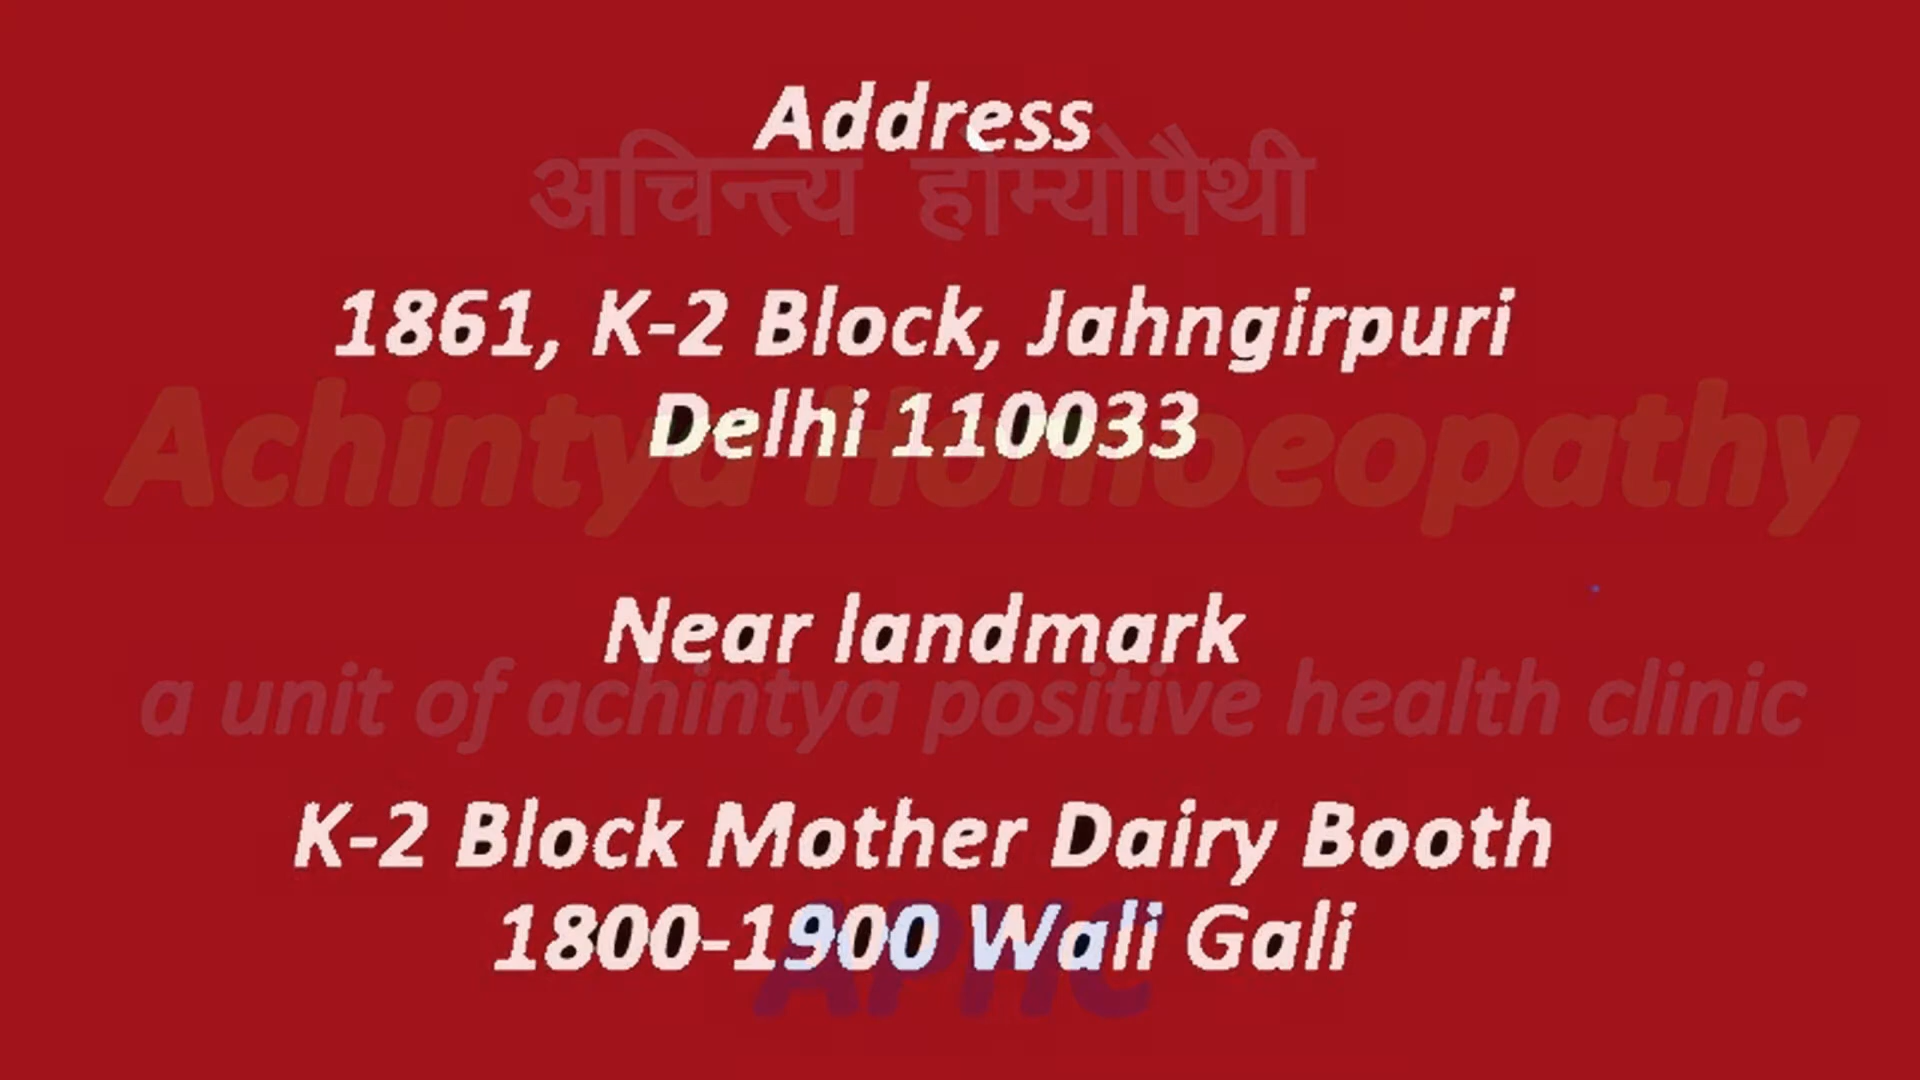 Address
अचिन्त्य होम्योपैथी
1861, K-2 Block, Jahngirpuri
Delhi 110033
Achintya Homoeopathy
Near landmark
a unit of achintya positive health clinic
K-2 Block Mother Dairy Booth
1800-1900 Wali Gali
APHC